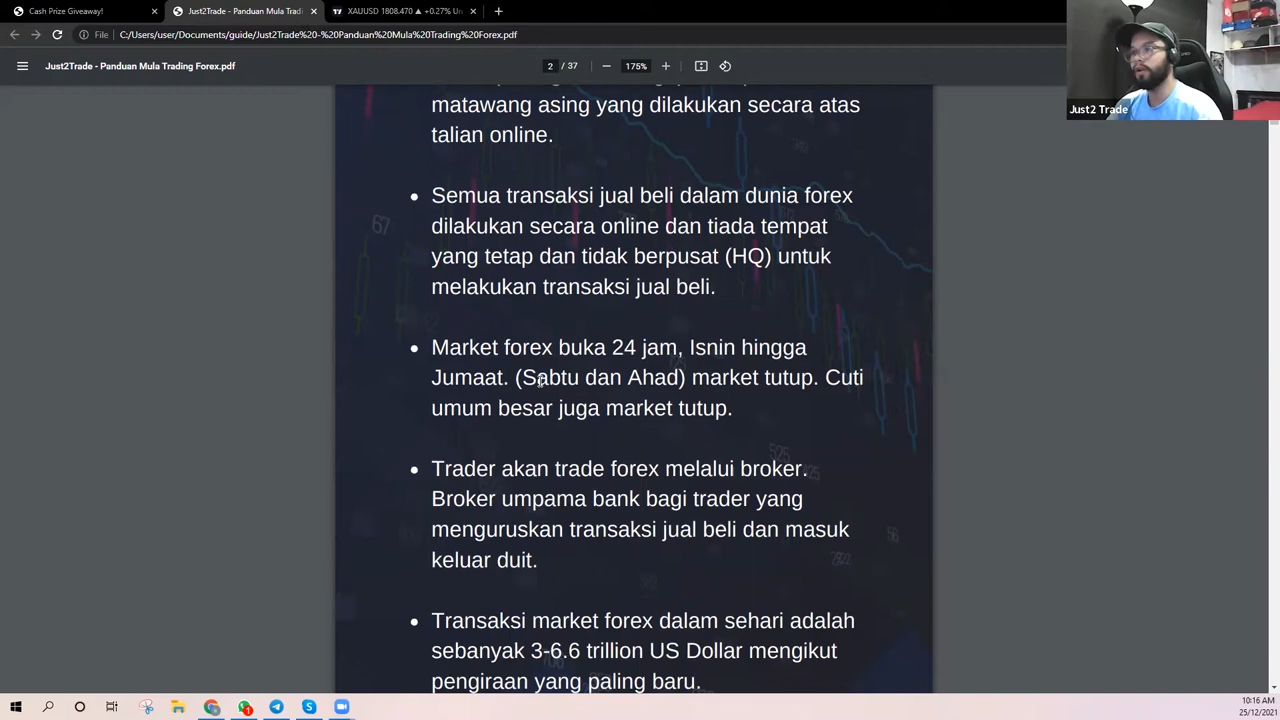 Cash Prize Giveaway!
Just2Trade - Panduan Mula Tradi
XAUUSD 1808.470 ▲ +0.27% Un
File
C:/Users/user/Documents/guide/Just2Trade%20-%20Panduan%20Mula%20Trading%20Forex.pdf
Just2Trade - Panduan Mula Trading Forex.pdf
2 / 37
175%
Just2 Trade
matawang asing yang dilakukan secara atas
talian online.
67
• Semua transaksi jual beli dalam dunia forex
dilakukan secara online dan tiada tempat
yang tetap dan tidak berpusat (HQ) untuk
melakukan transaksi jual beli.
• Market forex buka 24 jam, Isnin hingga
Jumaat. (Sabtu dan Ahad) market tutup. Cuti
umum besar juga market tutup.
• Trader akan trade forex melalui broker.
Broker umpama bank bagi trader yang
menguruskan transaksi jual beli dan masuk
keluar duit.
• Transaksi market forex dalam sehari adalah
sebanyak 3-6.6 trillion US Dollar mengikut
pengiraan yang paling baru.
10:16 AM
25/12/2021